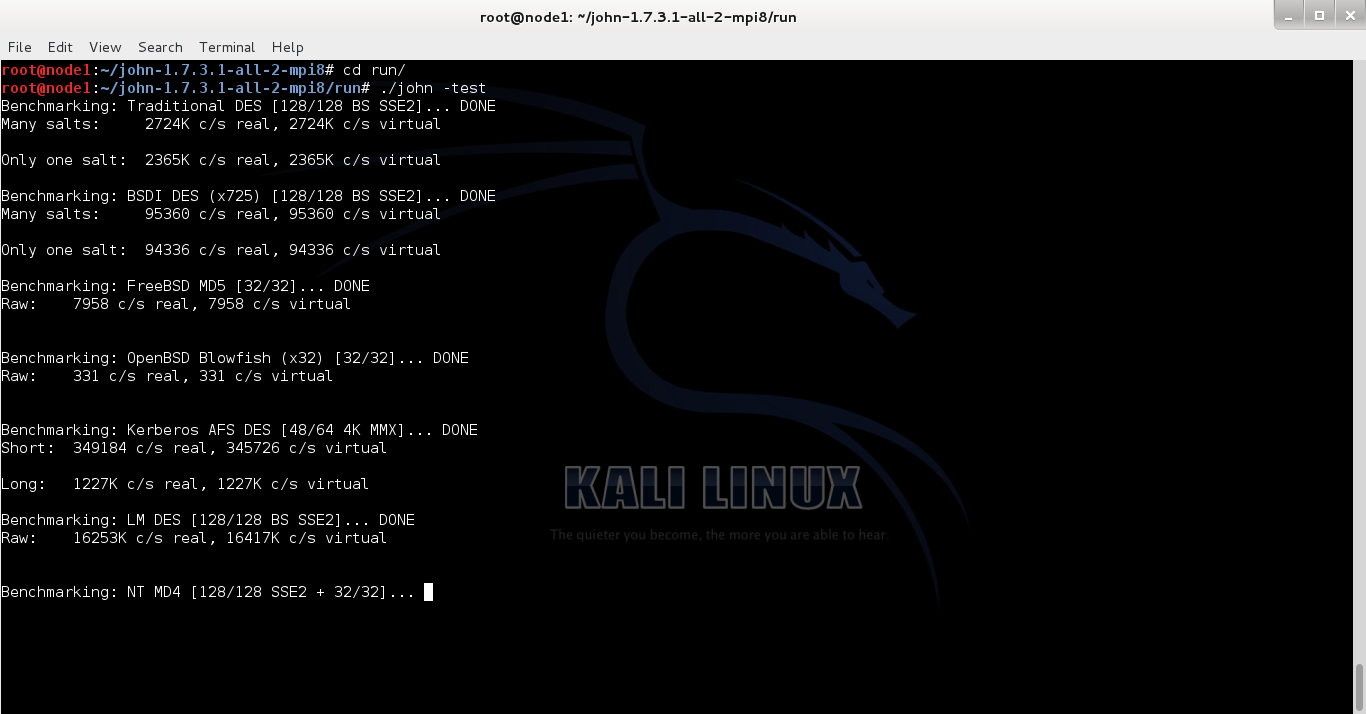 root@node1: ~/john-1.7.3.1-all-2-mpi8/run
File Edit View Search Terminal Help
root@node1:~/john-1.7.3.1-all-2-mpi8# cd run/
root@node1:~/john-1.7.3.1-all-2-mpi8/run# ./john -test
Benchmarking: Traditional DES [128/128 BS SSE2]... DONE
Many salts:     2724K c/s real, 2724K c/s virtual
Only one salt:  2365K c/s real, 2365K c/s virtual
Benchmarking: BSDI DES (x725) [128/128 BS SSE2]... DONE
Many salts:     95360 c/s real, 95360 c/s virtual
Only one salt:  94336 c/s real, 94336 c/s virtual
Benchmarking: FreeBSD MD5 [32/32]... DONE
Raw:    7958 c/s real, 7958 c/s virtual
Benchmarking: OpenBSD Blowfish (x32) [32/32]... DONE
Raw:    331 c/s real, 331 c/s virtual
Benchmarking: Kerberos AFS DES [48/64 4K MMX]... DONE
Short:  349184 c/s real, 345726 c/s virtual
Long:   1227K c/s real, 1227K c/s virtual
Benchmarking: LM DES [128/128 BS SSE2]... DONE
Raw:    16253K c/s real, 16417K c/s virtual
Benchmarking: NT MD4 [128/128 SSE2 + 32/32]...
KALI LINUX
The quieter you become, the more you are able to hear.